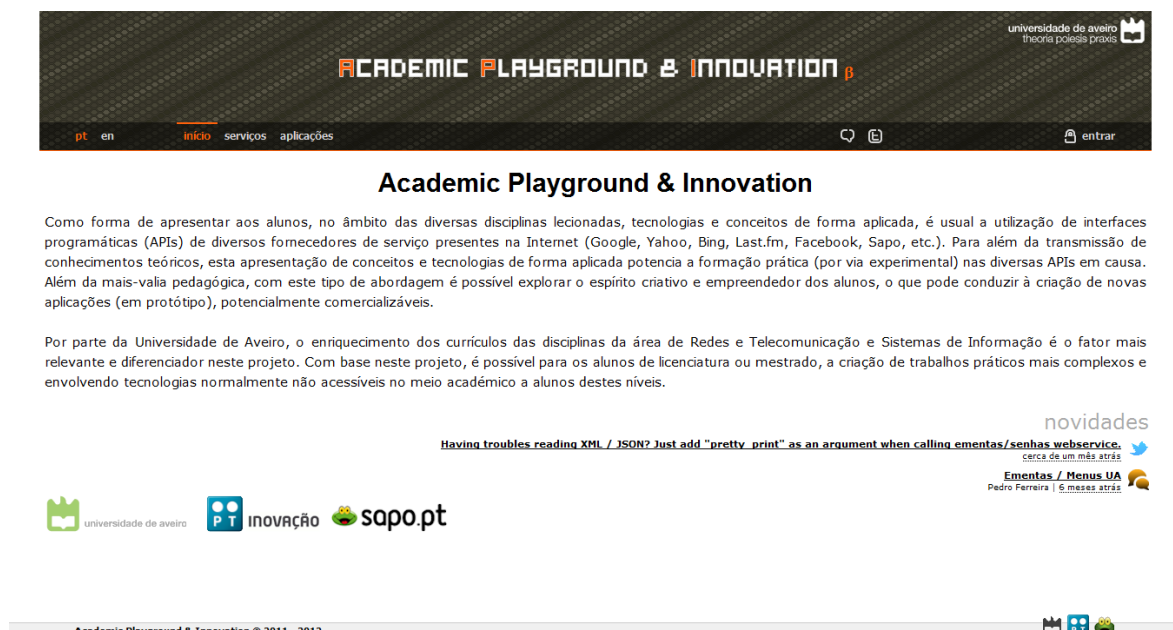 universidade de aveiro
theoria poiesis praxis
Academic Playground & Innovation β
pt en início serviços aplicações entrar
Academic Playground & Innovation
Como forma de apresentar aos alunos, no âmbito das diversas disciplinas lecionadas, tecnologias e conceitos de forma aplicada, é usual a utilização de interfaces
programáticas (APIs) de diversos fornecedores de serviço presentes na Internet (Google, Yahoo, Bing, Last.fm, Facebook, Sapo, etc.). Para além da transmissão de
conhecimentos teóricos, esta apresentação de conceitos e tecnologias de forma aplicada potencia a formação prática (por via experimental) nas diversas APIs em causa.
Além da mais-valia pedagógica, com este tipo de abordagem é possível explorar o espírito criativo e empreendedor dos alunos, o que pode conduzir à criação de novas
aplicações (em protótipo), potencialmente comercializáveis.
Por parte da Universidade de Aveiro, o enriquecimento dos currículos das disciplinas da área de Redes e Telecomunicação e Sistemas de Informação é o fator mais
relevante e diferenciador neste projeto. Com base neste projeto, é possível para os alunos de licenciatura ou mestrado, a criação de trabalhos práticos mais complexos e
envolvendo tecnologias normalmente não acessíveis no meio académico a alunos destes níveis.
novidades
Having troubles reading XML / JSON? Just add "pretty_print" as an argument when calling ementas/senhas webservice.
cerca de um mês atrás
Ementas / Menus UA
Pedro Ferreira | 6 meses atrás
universidade de aveiro PT INOVAÇÃO sapo.pt
Academic Playground & Innovation © 2011 - 2012